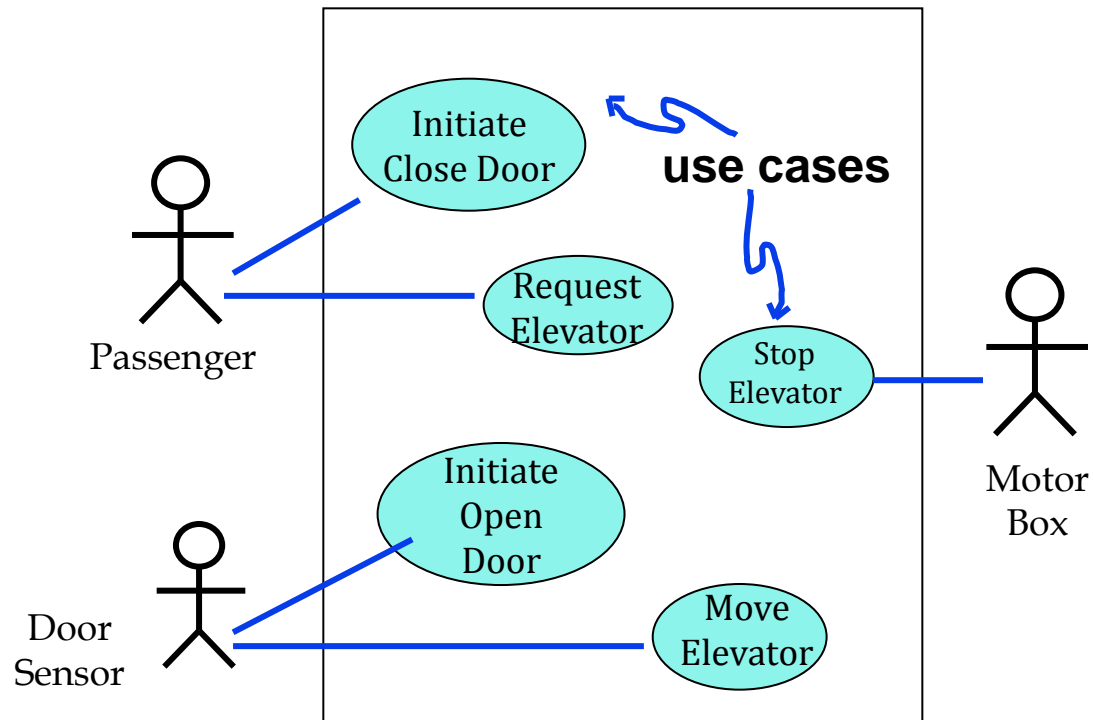 Initiate
Close Door
use cases
Passenger
Request
Elevator
Stop
Elevator
Motor
Box
Initiate
Open
Door
Door
Sensor
Move
Elevator